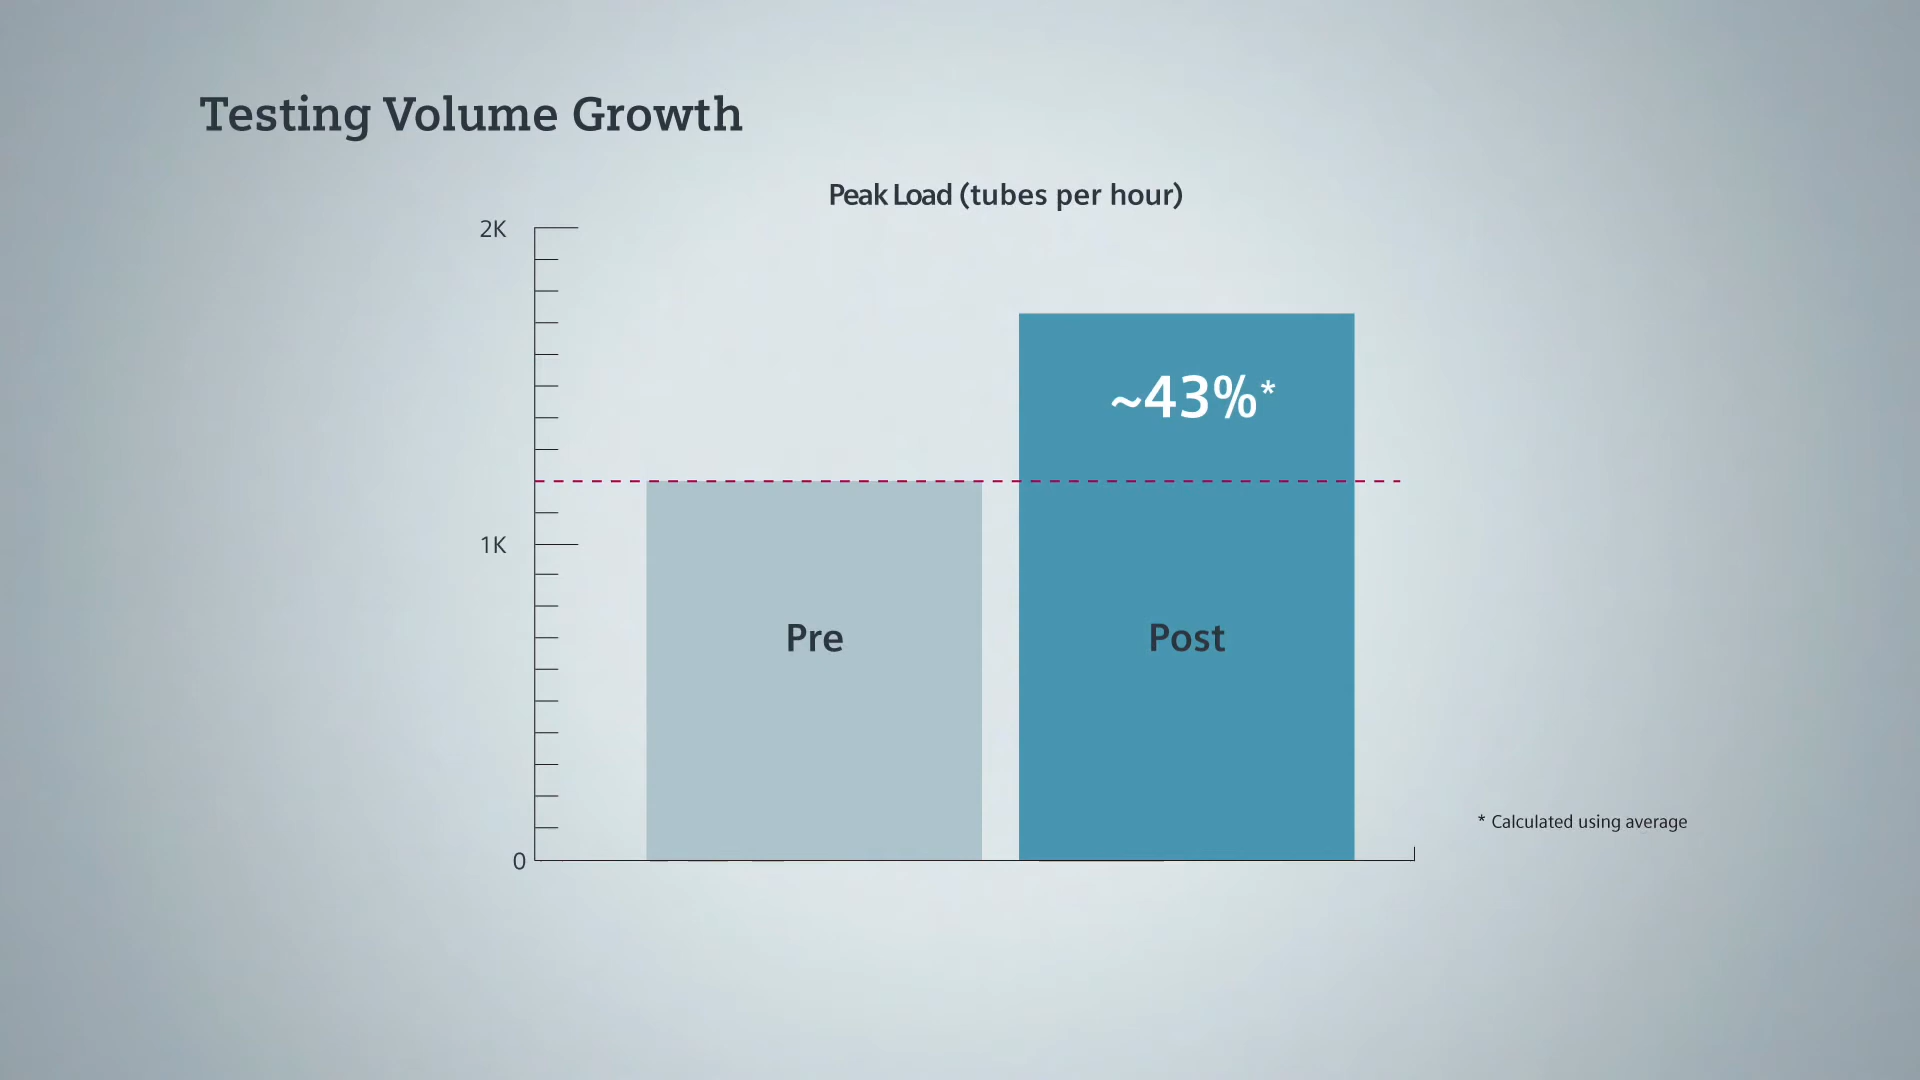 Testing Volume Growth
Peak Load (tubes per hour)
2K
~43%*
1K
Pre
Post
* Calculated using average
0